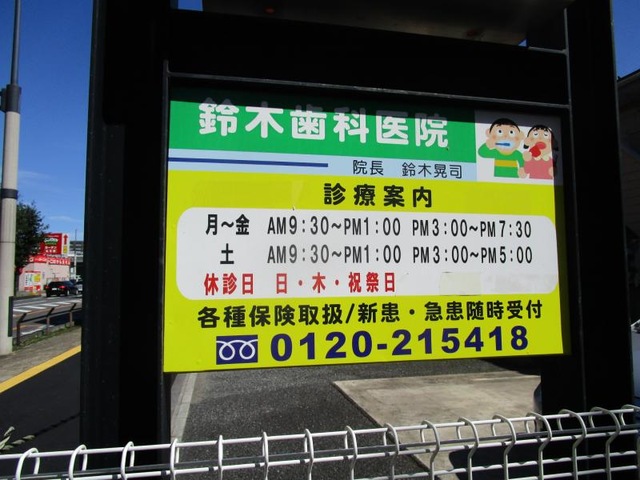 鈴木歯科医院
院長 鈴木晃司
診療案内
月～金 AM9:30～PM1:00 PM3:00～PM7:30
土 AM9:30～PM1:00 PM3:00～PM5:00
休診日 日・木・祝祭日
各種保険取扱/新患・急患随時受付
0120-215418